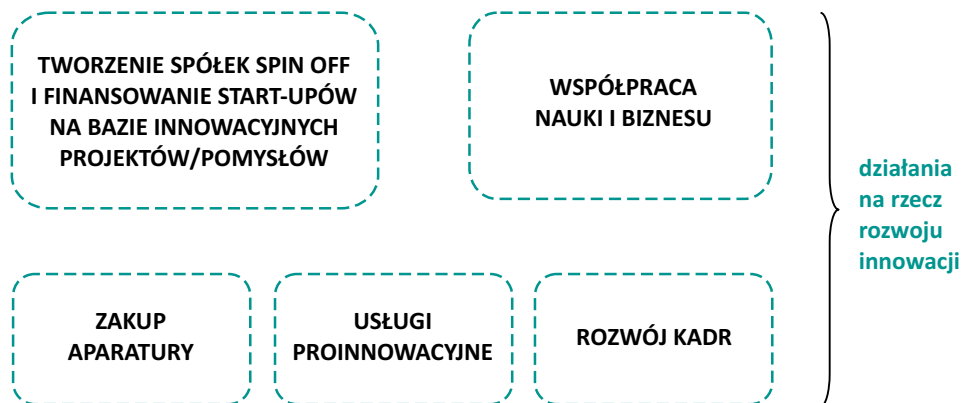 TWORZENIE SPÓŁEK SPIN OFF
I FINANSOWANIE START-UPÓW
NA BAZIE INNOWACYJNYCH
PROJEKTÓW/POMYSŁÓW
WSPÓŁPRACA
NAUKI I BIZNESU
działania
na rzecz
rozwoju
innowacji
ZAKUP
APARATURY
USŁUGI
PROINNOWACYJNE
ROZWÓJ KADR